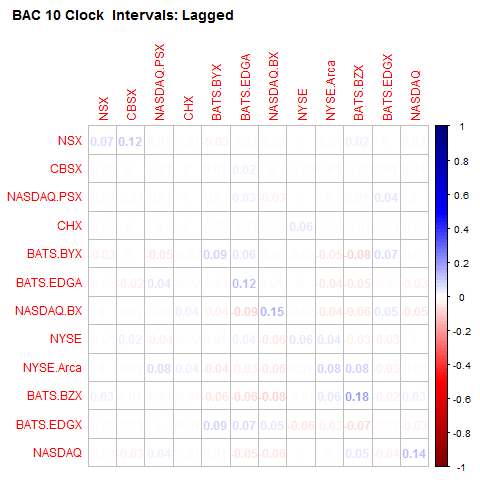 BAC 10 Clock Intervals: Lagged
NSX CBSX NASDAQ.PSX CHX BATS.BYX BATS.EDGA NASDAQ.BX NYSE NYSE.Arca BATS.BZX BATS.EDGX NASDAQ
NSX 0.07 0.12 -0.03 0.02
CBSX 0.02
NASDAQ.PSX 0.03 -0.03 0.04
CHX 0.06
BATS.BYX -0.03 -0.05 0.09 0.06 -0.05 -0.08 0.07
BATS.EDGA -0.02 0.04 0.12 -0.04 -0.05 -0.03
NASDAQ.BX 0.04 -0.04 -0.09 0.15 -0.04 -0.06 0.05 -0.05
NYSE 0.02 -0.04 0.04 -0.06 0.06 0.04 -0.03 -0.03
NYSE.Arca 0.08 0.04 -0.04 -0.03 -0.06 0.08 0.08
BATS.BZX 0.03 -0.06 -0.06 -0.08 0.06 0.18 -0.02 0.03
BATS.EDGX 0.09 0.07 0.05 -0.06 -0.03 -0.07 -0.05
NASDAQ -0.03 0.04 -0.05 -0.06 0.05 -0.04 0.14
1
0.8
0.6
0.4
0.2
0
-0.2
-0.4
-0.6
-0.8
-1